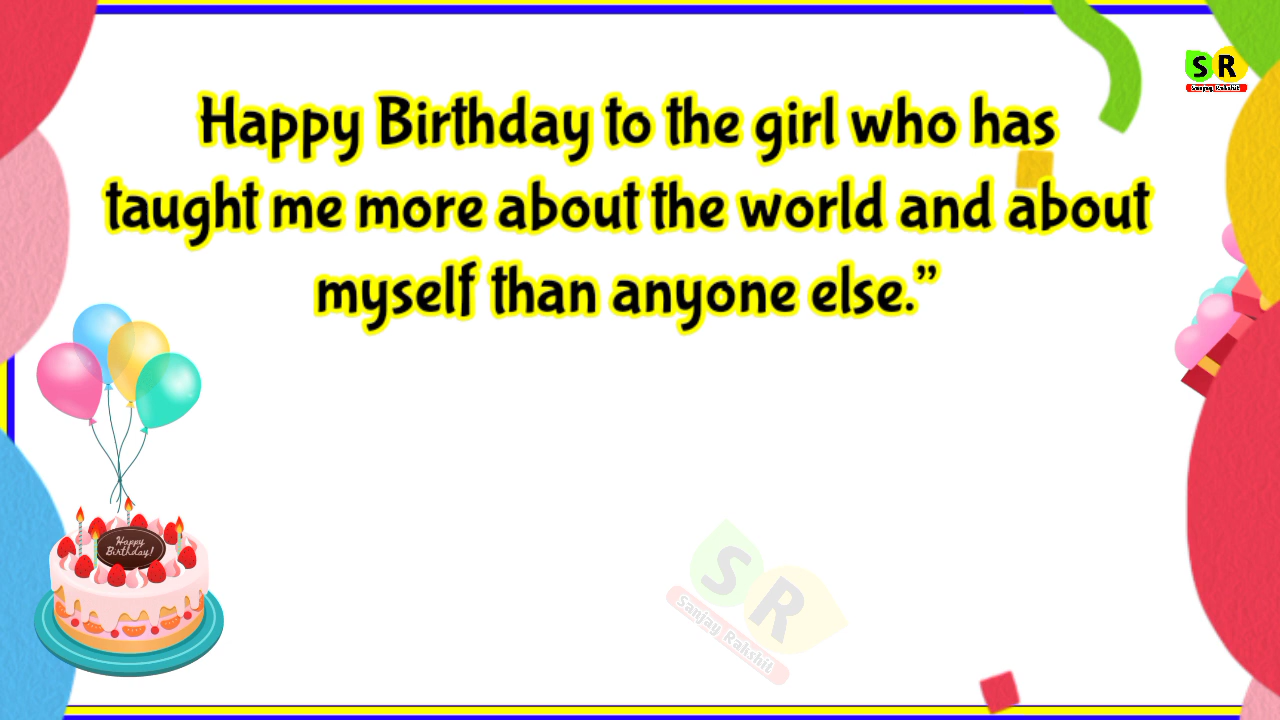 SR
Sanjay Rakshit
Happy Birthday to the girl who has
taught me more about the world and about
myself than anyone else.”
Happy
Birthday!
SR
Sanjay Rakshit